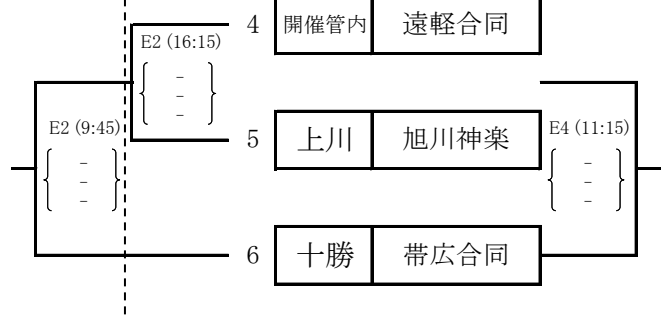 4 開催管内 遠軽合同
E2 (16:15)
{ - - - }
E2 (9:45)
{ - - - }
5 上川 旭川神楽
E4 (11:15)
{ - - - }
6 十勝 帯広合同